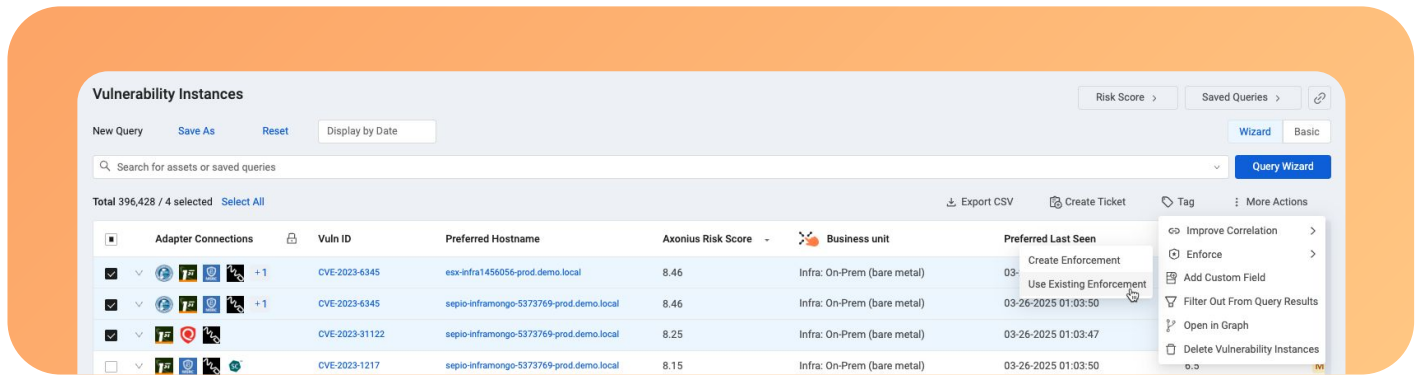 Vulnerability Instances
Risk Score
Saved Queries
New Query Save As Reset Display by Date
Wizard Basic
Search for assets or saved queries
Query Wizard
Total 396,428 / 4 selected Select All
Export CSV Create Ticket Tag More Actions
Adapter Connections Vuln ID Preferred Hostname Axonius Risk Score Business unit Preferred Last Seen
+1 CVE-2023-6345 esx-infra1456056-prod.demo.local 8.46 Infra: On-Prem (bare metal) 03-
+1 CVE-2023-6345 sepio-inframongo-5373769-prod.demo.local 8.46 Infra: On-Prem (bare metal) 03-26-2025 01:03:50
CVE-2023-31122 sepio-inframongo-5373769-prod.demo.local 8.25 Infra: On-Prem (bare metal) 03-26-2025 01:03:47
CVE-2023-1217 sepio-inframongo-5373769-prod.demo.local 8.15 Infra: On-Prem (bare metal) 03-26-2025 01:03:50 6.5 M
Create Enforcement
Use Existing Enforcement
Improve Correlation
Enforce
Add Custom Field
Filter Out From Query Results
Open in Graph
Delete Vulnerability Instances